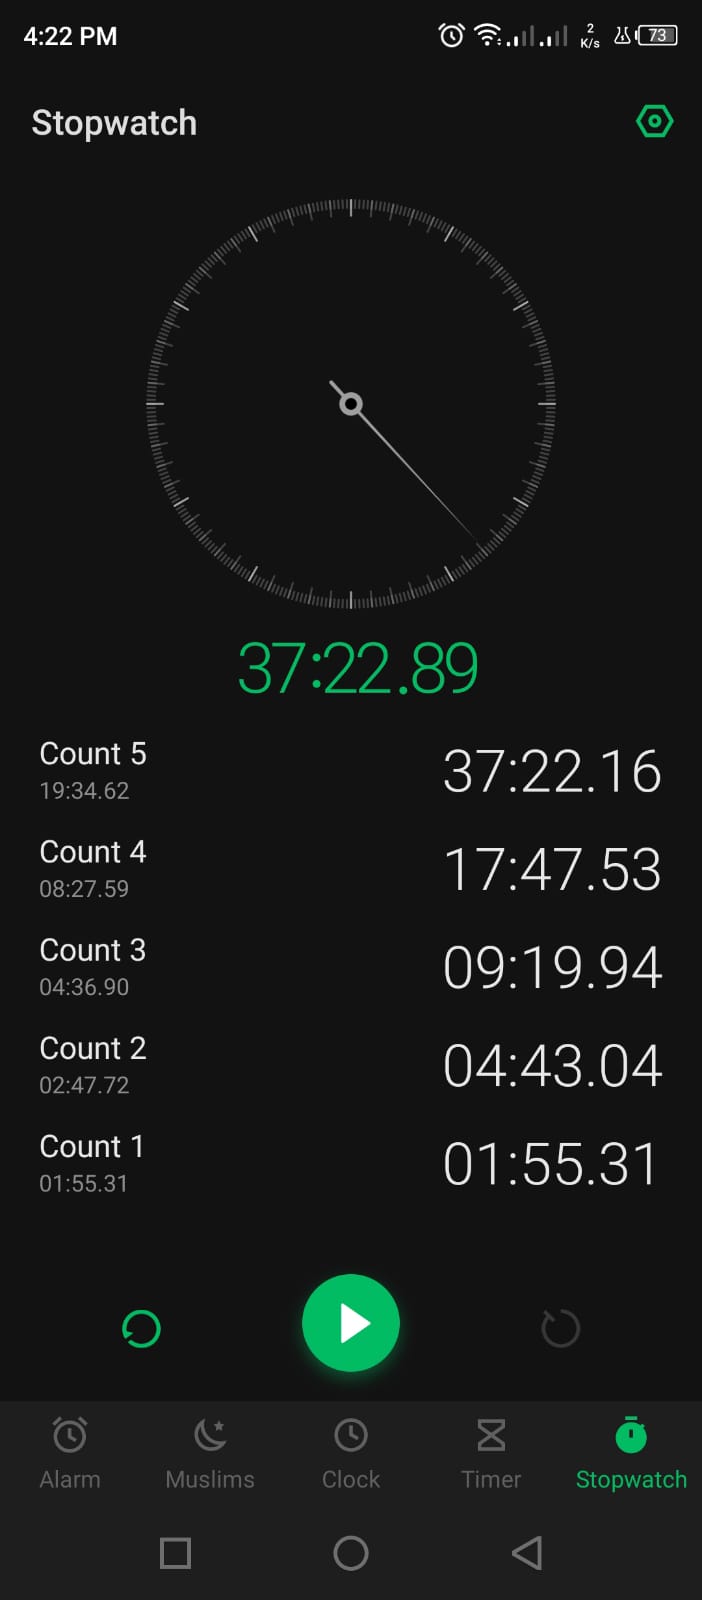 4:22 PM
2
K/s
73
Stopwatch
37:22.89
Count 5
19:34.62
37:22.16
Count 4
08:27.59
17:47.53
Count 3
04:36.90
09:19.94
Count 2
02:47.72
04:43.04
Count 1
01:55.31
01:55.31
Alarm
Muslims
Clock
Timer
Stopwatch